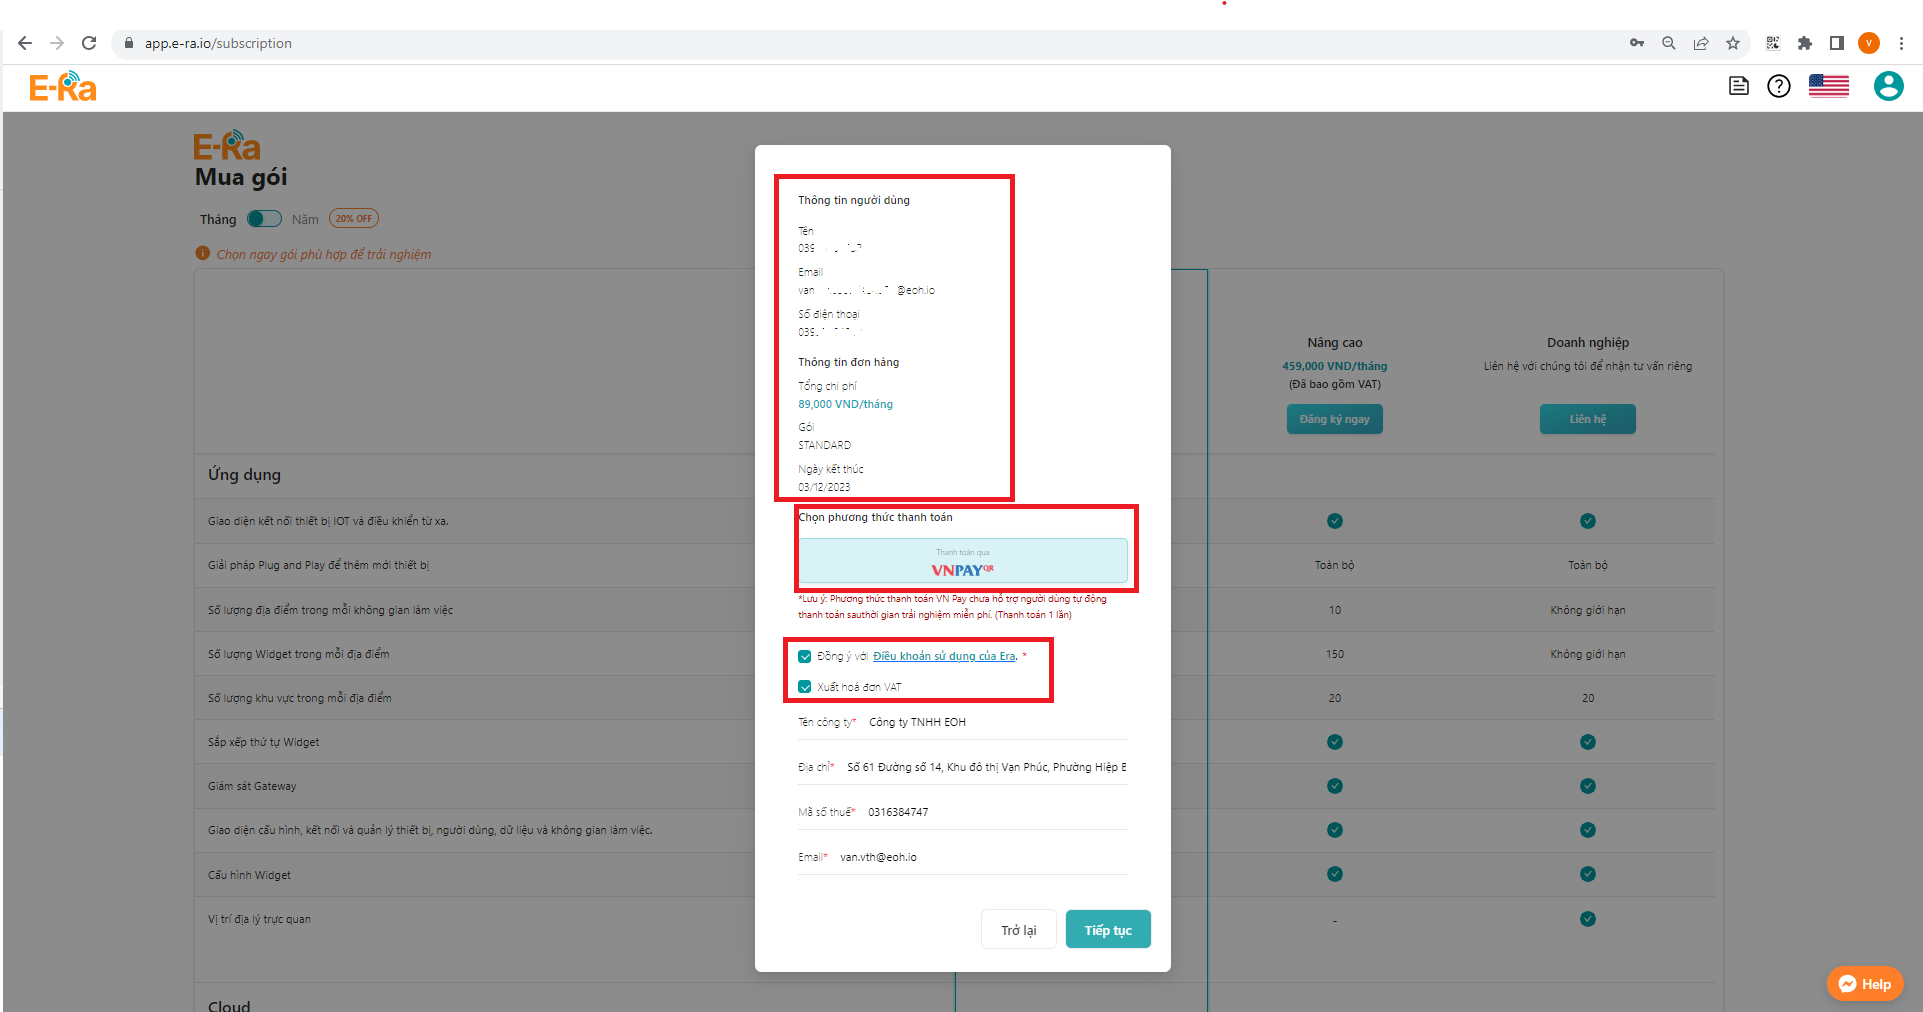 app.e-ra.io/subscription
V
E-Ra
E-Ra
Mua gói
Tháng Năm 20% OFF
Chọn ngay gói phù hợp để trải nghiệm
Nâng cao
459,000 VND/tháng
(Đã bao gồm VAT)
Đăng ký ngay
Doanh nghiệp
Liên hệ với chúng tôi để nhận tư vấn riêng
Liên hệ
Ứng dụng
Giao diện kết nối thiết bị IOT và điều khiển từ xa.
Giải pháp Plug and Play để thêm mới thiết bị Toàn bộ Toàn bộ
Số lượng địa điểm trong mỗi không gian làm việc 10 Không giới hạn
Số lượng Widget trong mỗi địa điểm 150 Không giới hạn
Số lượng khu vực trong mỗi địa điểm 20 20
Sắp xếp thứ tự Widget
Giám sát Gateway
Giao diện cấu hình, kết nối và quản lý thiết bị, người dùng, dữ liệu và không gian làm việc.
Cấu hình Widget
Vị trí địa lý trực quan -
Cloud
Thông tin người dùng
Tên
039
Email
van @eoh.io
Số điện thoại
039
Thông tin đơn hàng
Tổng chi phí
89,000 VND/tháng
Gói
STANDARD
Ngày kết thúc
03/12/2023
Chọn phương thức thanh toán
Thanh toán qua
VNPAYQR
*Lưu ý: Phương thức thanh toán VN Pay chưa hỗ trợ người dùng tự động
thanh toán sauthời gian trải nghiệm miễn phí. (Thanh toán 1 lần)
Đồng ý với Điều khoản sử dụng của Era. *
Xuất hoá đơn VAT
Tên công ty* Công ty TNHH EOH
Địa chỉ* Số 61 Đường số 14, Khu đô thị Vạn Phúc, Phường Hiệp B
Mã số thuế* 0316384747
Email* van.vth@eoh.io
Trở lại
Tiếp tục
Help